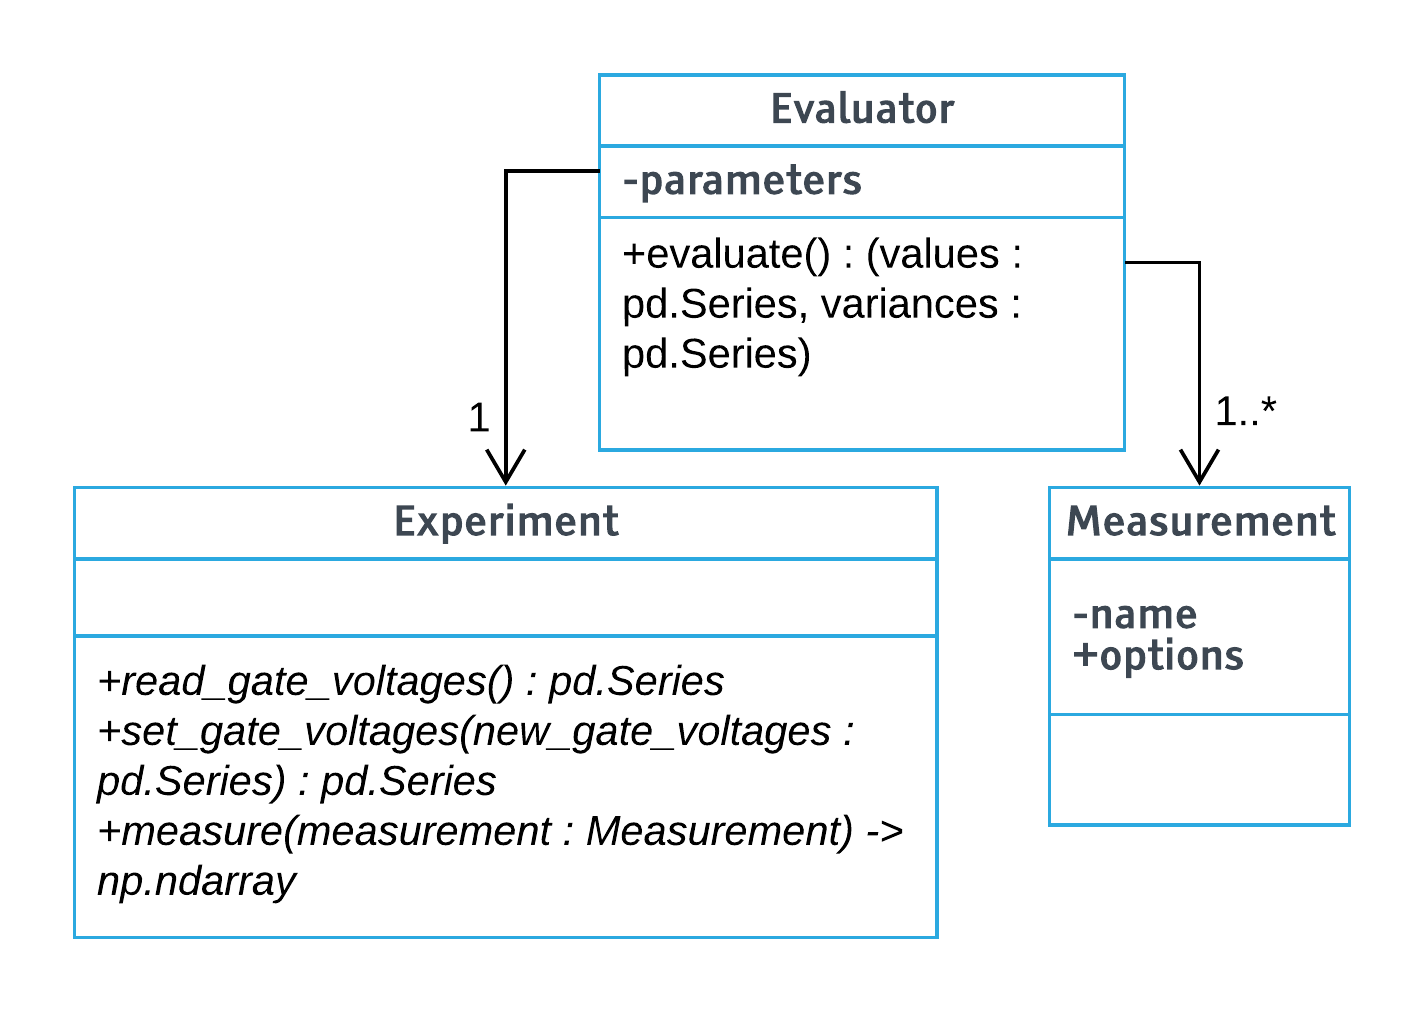 Evaluator
-parameters
+evaluate() : (values :
pd.Series, variances :
pd.Series)
1
1..*
Experiment
+read_gate_voltages() : pd.Series
+set_gate_voltages(new_gate_voltages :
pd.Series) : pd.Series
+measure(measurement : Measurement) ->
np.ndarray
Measurement
-name
+options